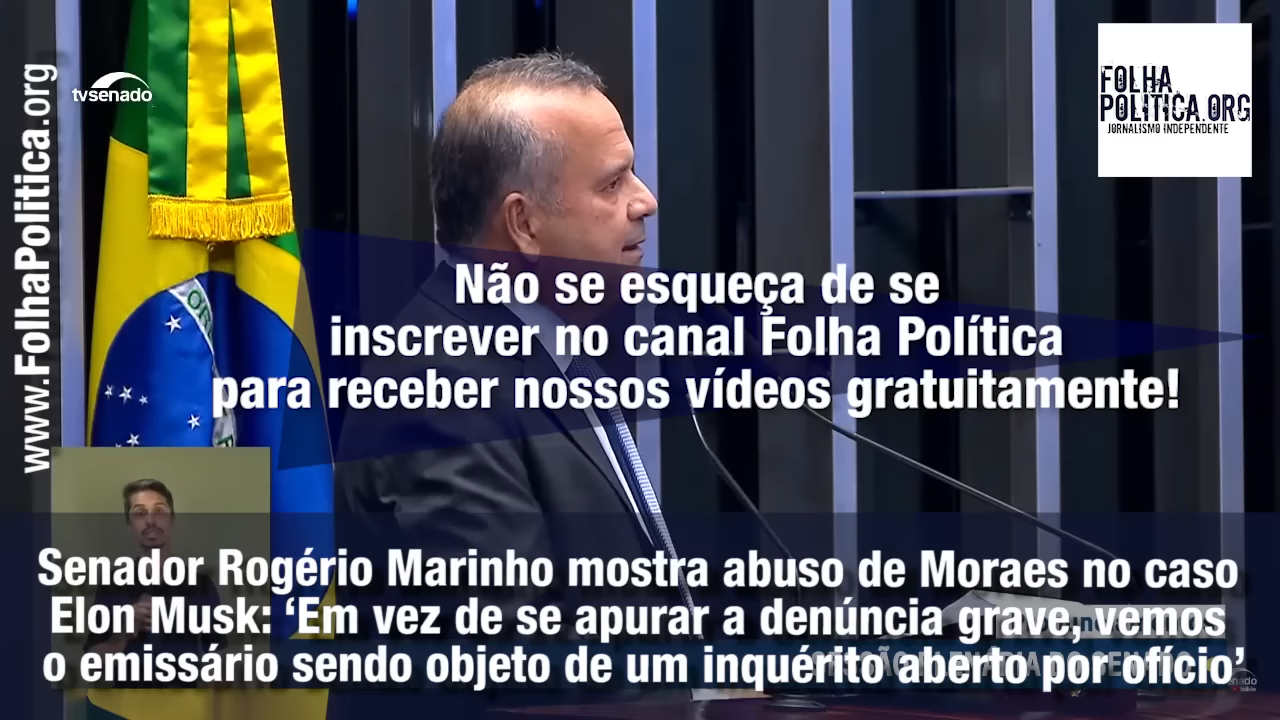 www.FolhaPolitica.org
tvsenado
FOLHA
POLITICA.ORG
JORNALISMO INDEPENDENTE
Não se esqueça de se
inscrever no canal Folha Política
para receber nossos vídeos gratuitamente!
Senador Rogério Marinho mostra abuso de Moraes no caso
Elon Musk: ‘Em vez de se apurar a denúncia grave, vemos
o emissário sendo objeto de um inquérito aberto por ofício’